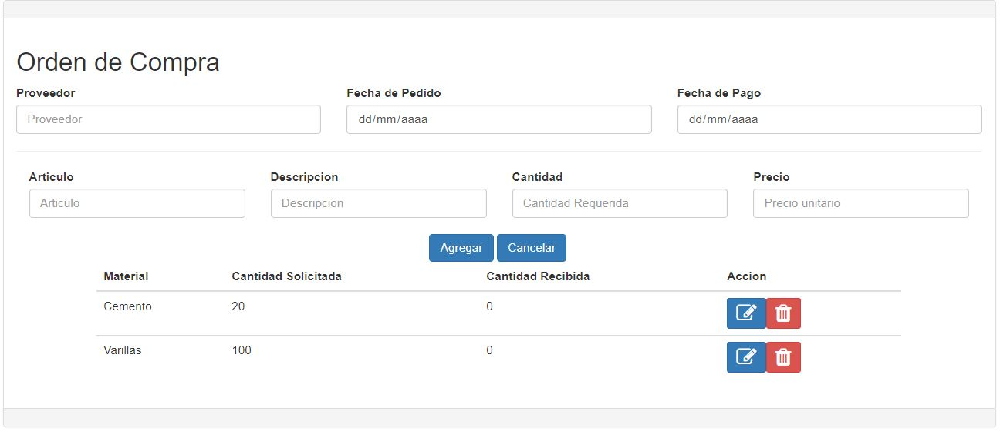 Orden de Compra
Proveedor Fecha de Pedido Fecha de Pago
Proveedor dd/mm/aaaa dd/mm/aaaa
Articulo Descripcion Cantidad Precio
Articulo Descripcion Cantidad Requerida Precio unitario
Agregar Cancelar
Material Cantidad Solicitada Cantidad Recibida Accion
Cemento 20 0
Varillas 100 0